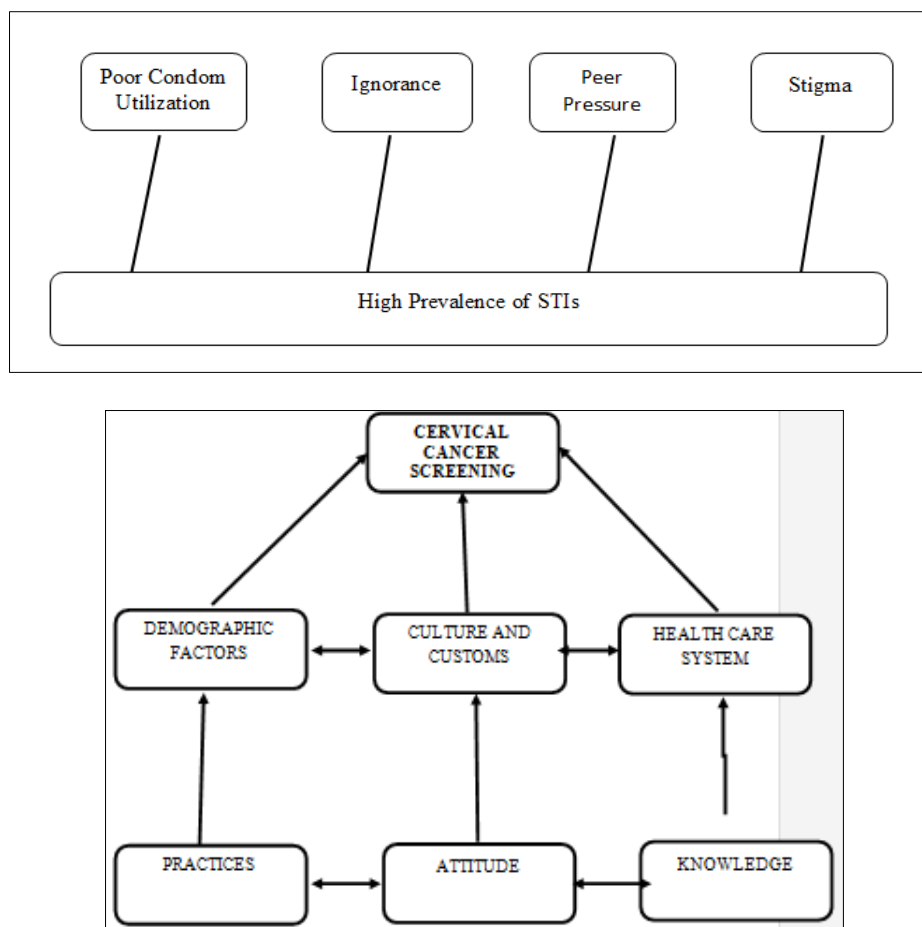 Poor Condom
Utilization
Ignorance
Peer
Pressure
Stigma
High Prevalence of STIs
CERVICAL
CANCER
SCREENING
DEMOGRAPHIC
FACTORS
CULTURE AND
CUSTOMS
HEALTH CARE
SYSTEM
PRACTICES
ATTITUDE
KNOWLEDGE